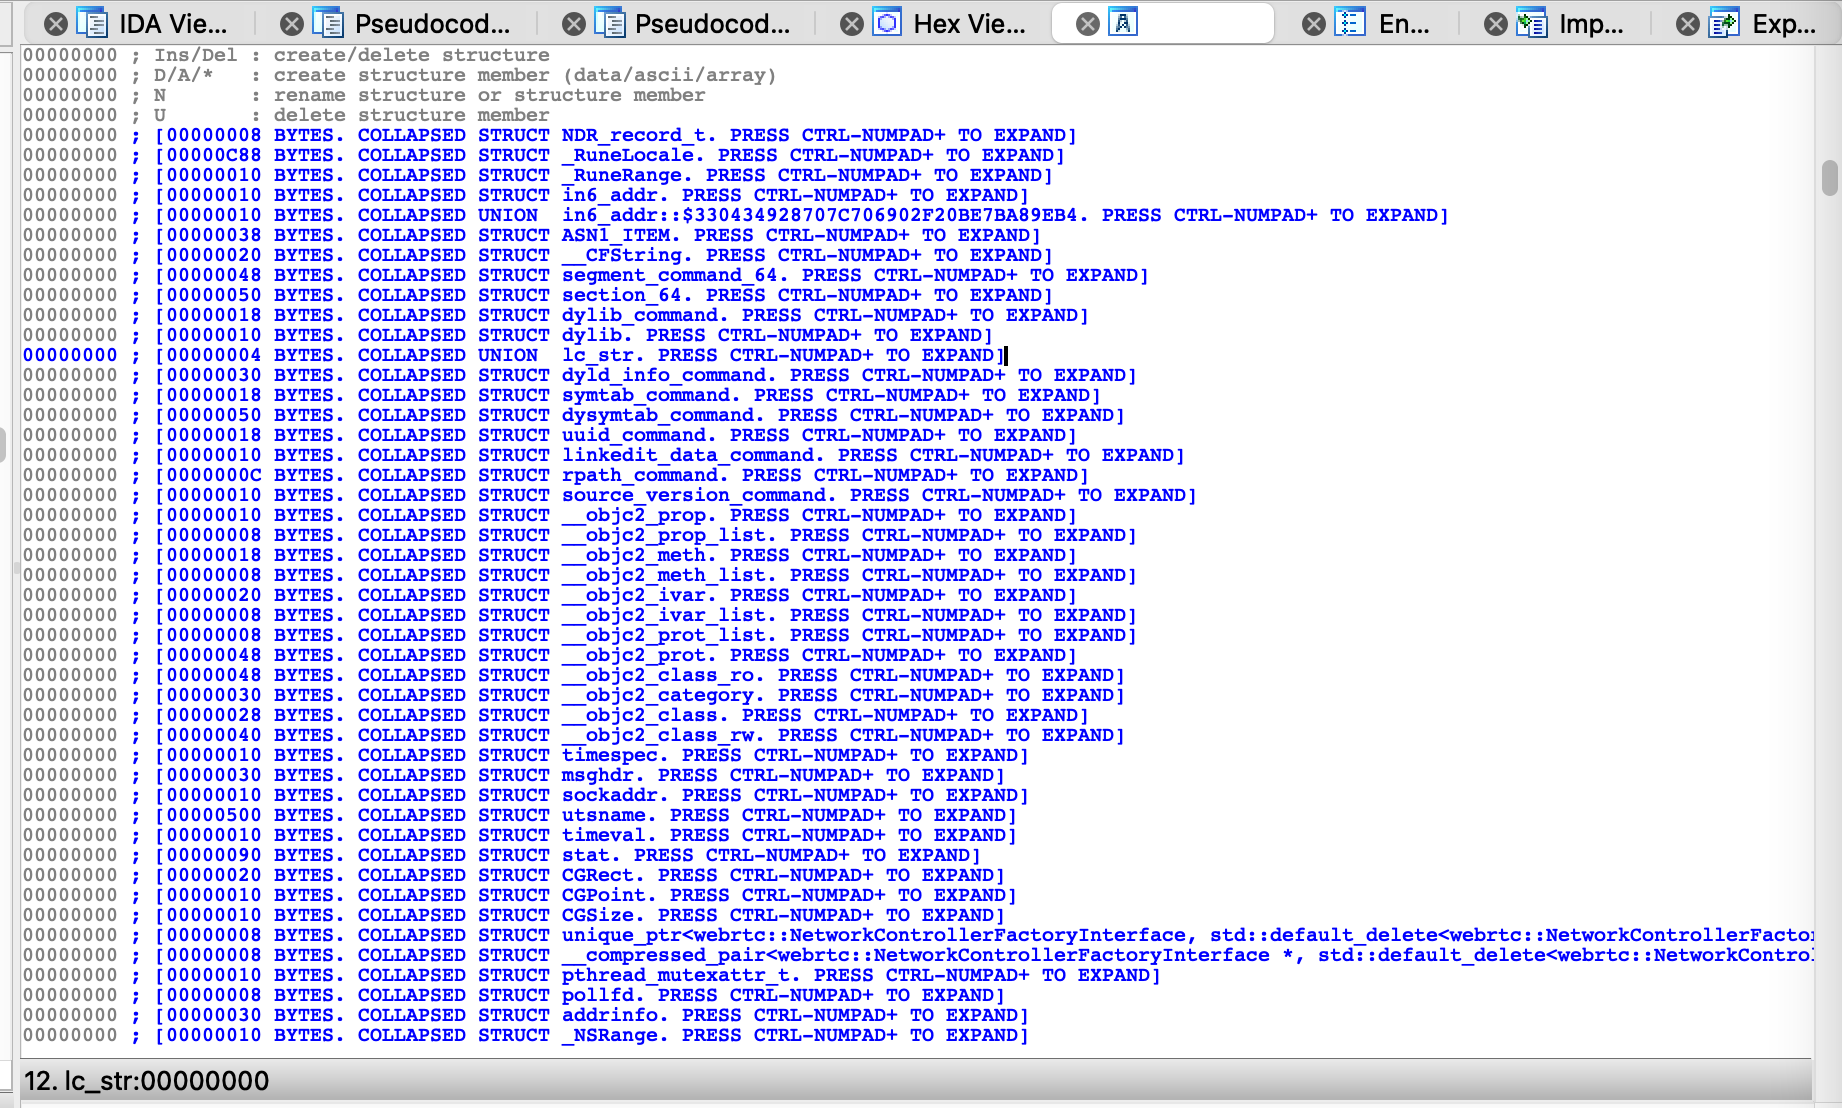 IDA Vie... Pseudocod... Pseudocod... Hex Vie... En... Imp... Exp...
00000000 ; Ins/Del : create/delete structure
00000000 ; D/A/*   : create structure member (data/ascii/array)
00000000 ; N       : rename structure or structure member
00000000 ; U       : delete structure member
00000000 ; [00000008 BYTES. COLLAPSED STRUCT NDR_record_t. PRESS CTRL-NUMPAD+ TO EXPAND]
00000000 ; [00000C88 BYTES. COLLAPSED STRUCT _RuneLocale. PRESS CTRL-NUMPAD+ TO EXPAND]
00000000 ; [00000010 BYTES. COLLAPSED STRUCT _RuneRange. PRESS CTRL-NUMPAD+ TO EXPAND]
00000000 ; [00000010 BYTES. COLLAPSED STRUCT in6_addr. PRESS CTRL-NUMPAD+ TO EXPAND]
00000000 ; [00000010 BYTES. COLLAPSED UNION  in6_addr::$330434928707C706902F20BE7BA89EB4. PRESS CTRL-NUMPAD+ TO EXPAND]
00000000 ; [00000038 BYTES. COLLAPSED STRUCT ASN1_ITEM. PRESS CTRL-NUMPAD+ TO EXPAND]
00000000 ; [00000020 BYTES. COLLAPSED STRUCT __CFString. PRESS CTRL-NUMPAD+ TO EXPAND]
00000000 ; [00000048 BYTES. COLLAPSED STRUCT segment_command_64. PRESS CTRL-NUMPAD+ TO EXPAND]
00000000 ; [00000050 BYTES. COLLAPSED STRUCT section_64. PRESS CTRL-NUMPAD+ TO EXPAND]
00000000 ; [00000018 BYTES. COLLAPSED STRUCT dylib_command. PRESS CTRL-NUMPAD+ TO EXPAND]
00000000 ; [00000010 BYTES. COLLAPSED STRUCT dylib. PRESS CTRL-NUMPAD+ TO EXPAND]
00000000 ; [00000004 BYTES. COLLAPSED UNION  lc_str. PRESS CTRL-NUMPAD+ TO EXPAND]
00000000 ; [00000030 BYTES. COLLAPSED STRUCT dyld_info_command. PRESS CTRL-NUMPAD+ TO EXPAND]
00000000 ; [00000018 BYTES. COLLAPSED STRUCT symtab_command. PRESS CTRL-NUMPAD+ TO EXPAND]
00000000 ; [00000050 BYTES. COLLAPSED STRUCT dysymtab_command. PRESS CTRL-NUMPAD+ TO EXPAND]
00000000 ; [00000018 BYTES. COLLAPSED STRUCT uuid_command. PRESS CTRL-NUMPAD+ TO EXPAND]
00000000 ; [00000010 BYTES. COLLAPSED STRUCT linkedit_data_command. PRESS CTRL-NUMPAD+ TO EXPAND]
00000000 ; [0000000C BYTES. COLLAPSED STRUCT rpath_command. PRESS CTRL-NUMPAD+ TO EXPAND]
00000000 ; [00000010 BYTES. COLLAPSED STRUCT source_version_command. PRESS CTRL-NUMPAD+ TO EXPAND]
00000000 ; [00000010 BYTES. COLLAPSED STRUCT __objc2_prop. PRESS CTRL-NUMPAD+ TO EXPAND]
00000000 ; [00000008 BYTES. COLLAPSED STRUCT __objc2_prop_list. PRESS CTRL-NUMPAD+ TO EXPAND]
00000000 ; [00000018 BYTES. COLLAPSED STRUCT __objc2_meth. PRESS CTRL-NUMPAD+ TO EXPAND]
00000000 ; [00000008 BYTES. COLLAPSED STRUCT __objc2_meth_list. PRESS CTRL-NUMPAD+ TO EXPAND]
00000000 ; [00000020 BYTES. COLLAPSED STRUCT __objc2_ivar. PRESS CTRL-NUMPAD+ TO EXPAND]
00000000 ; [00000008 BYTES. COLLAPSED STRUCT __objc2_ivar_list. PRESS CTRL-NUMPAD+ TO EXPAND]
00000000 ; [00000008 BYTES. COLLAPSED STRUCT __objc2_prot_list. PRESS CTRL-NUMPAD+ TO EXPAND]
00000000 ; [00000048 BYTES. COLLAPSED STRUCT __objc2_prot. PRESS CTRL-NUMPAD+ TO EXPAND]
00000000 ; [00000048 BYTES. COLLAPSED STRUCT __objc2_class_ro. PRESS CTRL-NUMPAD+ TO EXPAND]
00000000 ; [00000030 BYTES. COLLAPSED STRUCT __objc2_category. PRESS CTRL-NUMPAD+ TO EXPAND]
00000000 ; [00000028 BYTES. COLLAPSED STRUCT __objc2_class. PRESS CTRL-NUMPAD+ TO EXPAND]
00000000 ; [00000040 BYTES. COLLAPSED STRUCT __objc2_class_rw. PRESS CTRL-NUMPAD+ TO EXPAND]
00000000 ; [00000010 BYTES. COLLAPSED STRUCT timespec. PRESS CTRL-NUMPAD+ TO EXPAND]
00000000 ; [00000030 BYTES. COLLAPSED STRUCT msghdr. PRESS CTRL-NUMPAD+ TO EXPAND]
00000000 ; [00000010 BYTES. COLLAPSED STRUCT sockaddr. PRESS CTRL-NUMPAD+ TO EXPAND]
00000000 ; [00000500 BYTES. COLLAPSED STRUCT utsname. PRESS CTRL-NUMPAD+ TO EXPAND]
00000000 ; [00000010 BYTES. COLLAPSED STRUCT timeval. PRESS CTRL-NUMPAD+ TO EXPAND]
00000000 ; [00000090 BYTES. COLLAPSED STRUCT stat. PRESS CTRL-NUMPAD+ TO EXPAND]
00000000 ; [00000020 BYTES. COLLAPSED STRUCT CGRect. PRESS CTRL-NUMPAD+ TO EXPAND]
00000000 ; [00000010 BYTES. COLLAPSED STRUCT CGPoint. PRESS CTRL-NUMPAD+ TO EXPAND]
00000000 ; [00000010 BYTES. COLLAPSED STRUCT CGSize. PRESS CTRL-NUMPAD+ TO EXPAND]
00000000 ; [00000008 BYTES. COLLAPSED STRUCT unique_ptr<webrtc::NetworkControllerFactoryInterface, std::default_delete<webrtc::NetworkControllerFactor
00000000 ; [00000008 BYTES. COLLAPSED STRUCT __compressed_pair<webrtc::NetworkControllerFactoryInterface *, std::default_delete<webrtc::NetworkControl
00000000 ; [00000010 BYTES. COLLAPSED STRUCT pthread_mutexattr_t. PRESS CTRL-NUMPAD+ TO EXPAND]
00000000 ; [00000008 BYTES. COLLAPSED STRUCT pollfd. PRESS CTRL-NUMPAD+ TO EXPAND]
00000000 ; [00000030 BYTES. COLLAPSED STRUCT addrinfo. PRESS CTRL-NUMPAD+ TO EXPAND]
00000000 ; [00000010 BYTES. COLLAPSED STRUCT _NSRange. PRESS CTRL-NUMPAD+ TO EXPAND]
12. lc_str:00000000